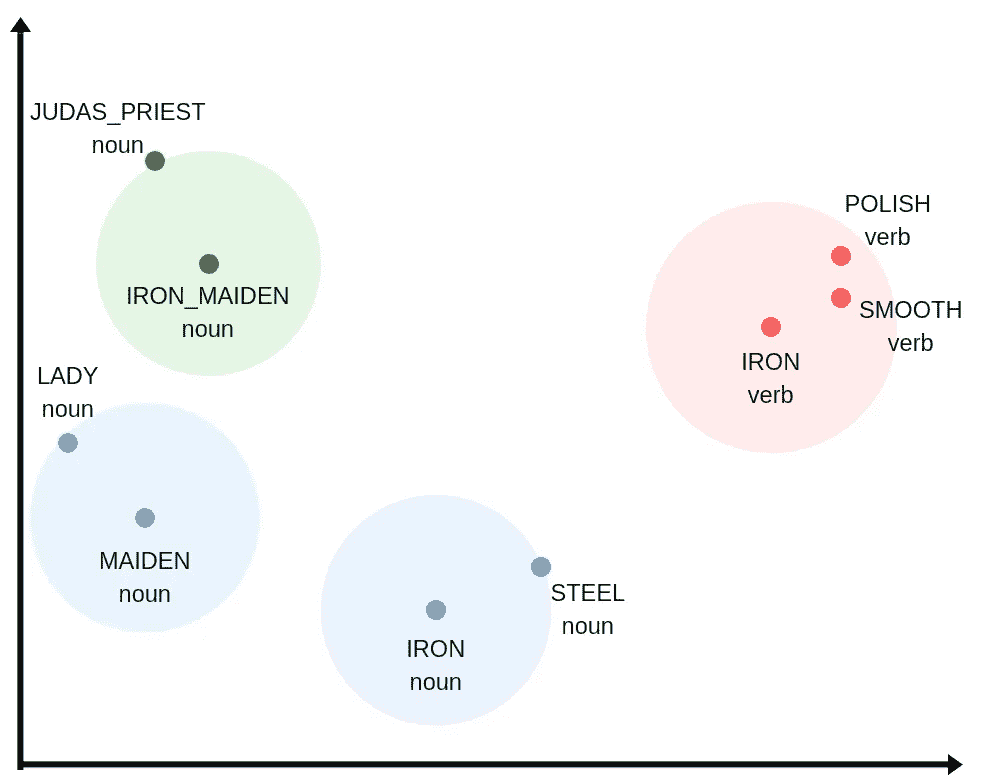 JUDAS_PRIEST
noun
POLISH
verb
IRON_MAIDEN
noun
SMOOTH
verb
IRON
verb
LADY
noun
MAIDEN
noun
STEEL
noun
IRON
noun